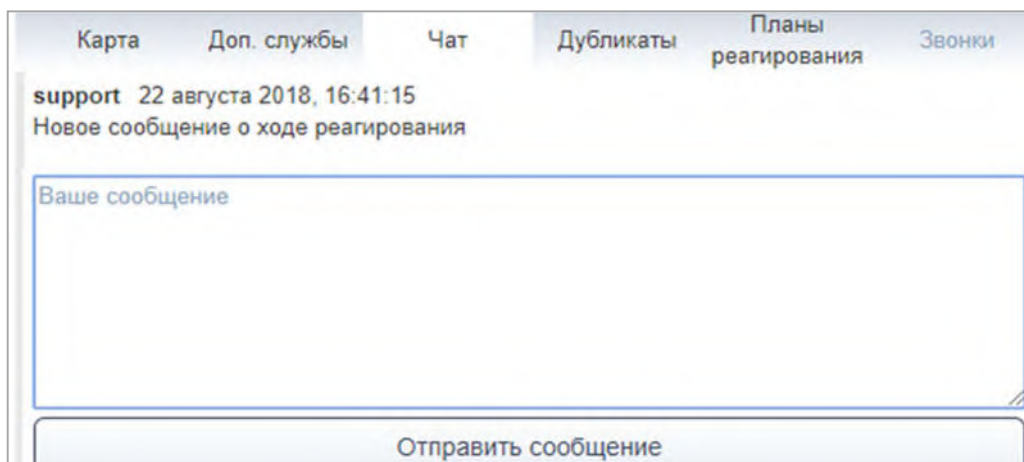 Карта Доп. службы Чат Дубликаты Планы реагирования Звонки
support 22 августа 2018, 16:41:15
Новое сообщение о ходе реагирования
Ваше сообщение
Отправить сообщение